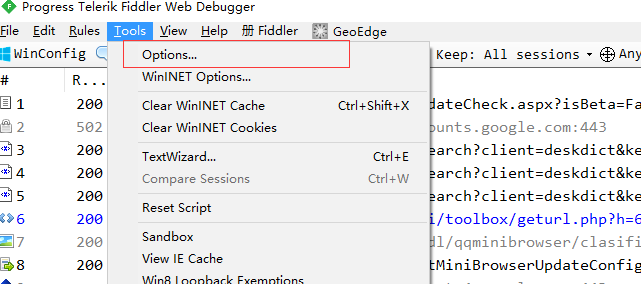 Progress Telerik Fiddler Web Debugger
File Edit Rules Tools View Help 册 Fiddler GeoEdge
WinConfig Keep: All sessions Any
Options...
# R...
WinINET Options...
1 200 Clear WinINET Cache Ctrl+Shift+X dateCheck.aspx?isBeta=Fa
2 502 Clear WinINET Cookies ounts.google.com:443
3 200 TextWizard... Ctrl+E earch?client=deskdict&ke
4 200 Compare Sessions Ctrl+W earch?client=deskdict&ke
5 200 Reset Script earch?client=deskdict&ke
6 200 i/toolbox/geturl.php?h=6
7 200 Sandbox dl/qqminibrowser/clasifi
8 200 View IE Cache tMiniBrowserUpdateConfig
Win8 Loopback Exemptions